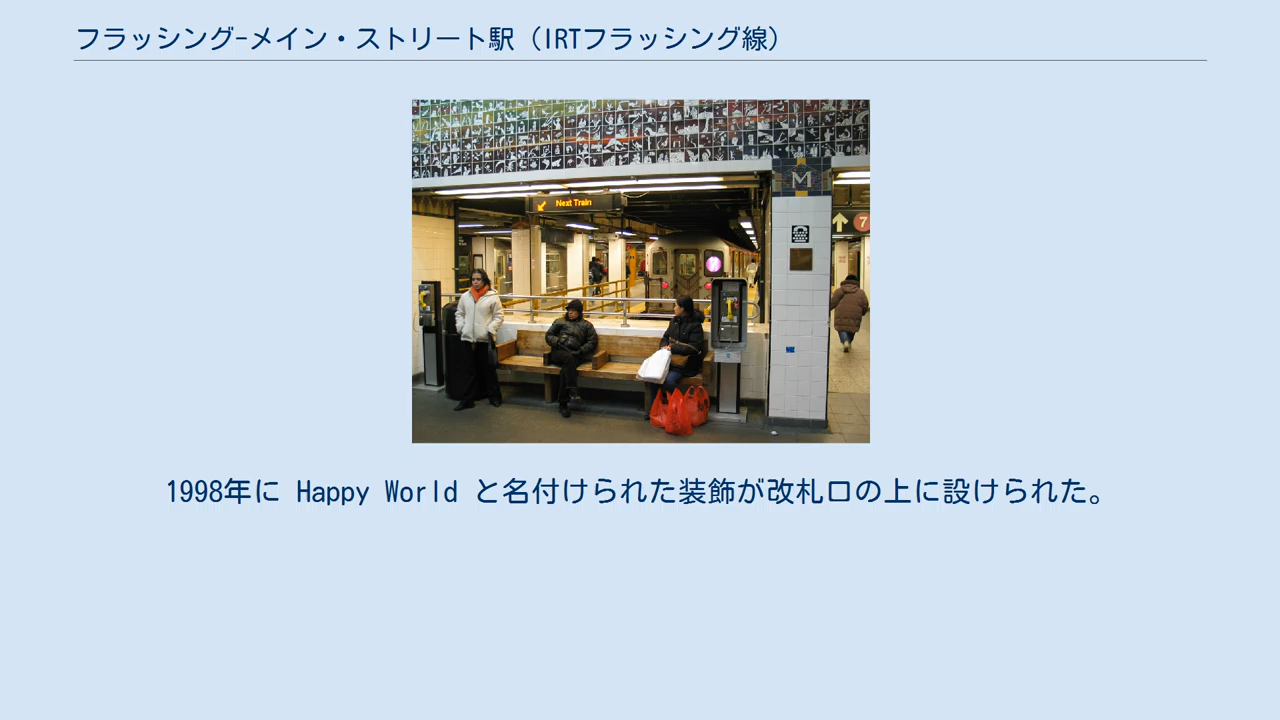 フラッシング-メイン・ストリート駅（IRTフラッシング線）
M
Next Train
7
1998年に Happy World と名付けられた装飾が改札口の上に設けられた。